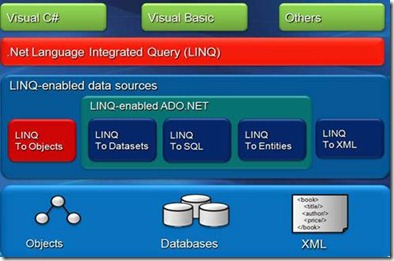 Visual C#
Visual Basic
Others
Net Language Integrated Query (LINQ)
LINQ-enabled data sources
LINQ-enabled ADO.NET
LINQ
To Objects
LINQ
To Datasets
LINQ
To SQL
LINQ
To Entities
LINQ
To XML
<book>
<title/>
<author/>
<price/>
</book>
Objects
Databases
XML